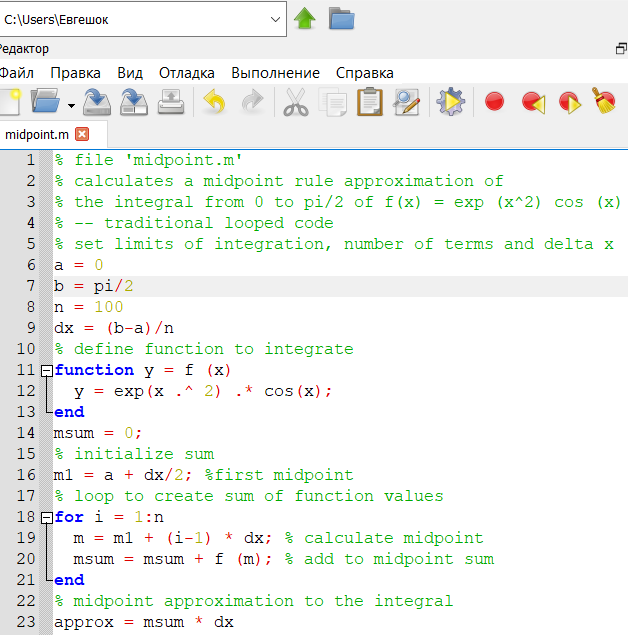 C:\Users\Евгешок
Редактор
Файл Правка Вид Отладка Выполнение Справка
midpoint.m
1 % file 'midpoint.m'
2 % calculates a midpoint rule approximation of
3 % the integral from 0 to pi/2 of f(x) = exp (x^2) cos (x)
4 % -- traditional looped code
5 % set limits of integration, number of terms and delta x
6 a = 0
7 b = pi/2
8 n = 100
9 dx = (b-a)/n
10 % define function to integrate
11 function y = f (x)
12 y = exp(x .^ 2) .* cos(x);
13 end
14 msum = 0;
15 % initialize sum
16 m1 = a + dx/2; %first midpoint
17 % loop to create sum of function values
18 for i = 1:n
19 m = m1 + (i-1) * dx; % calculate midpoint
20 msum = msum + f (m); % add to midpoint sum
21 end
22 % midpoint approximation to the integral
23 approx = msum * dx